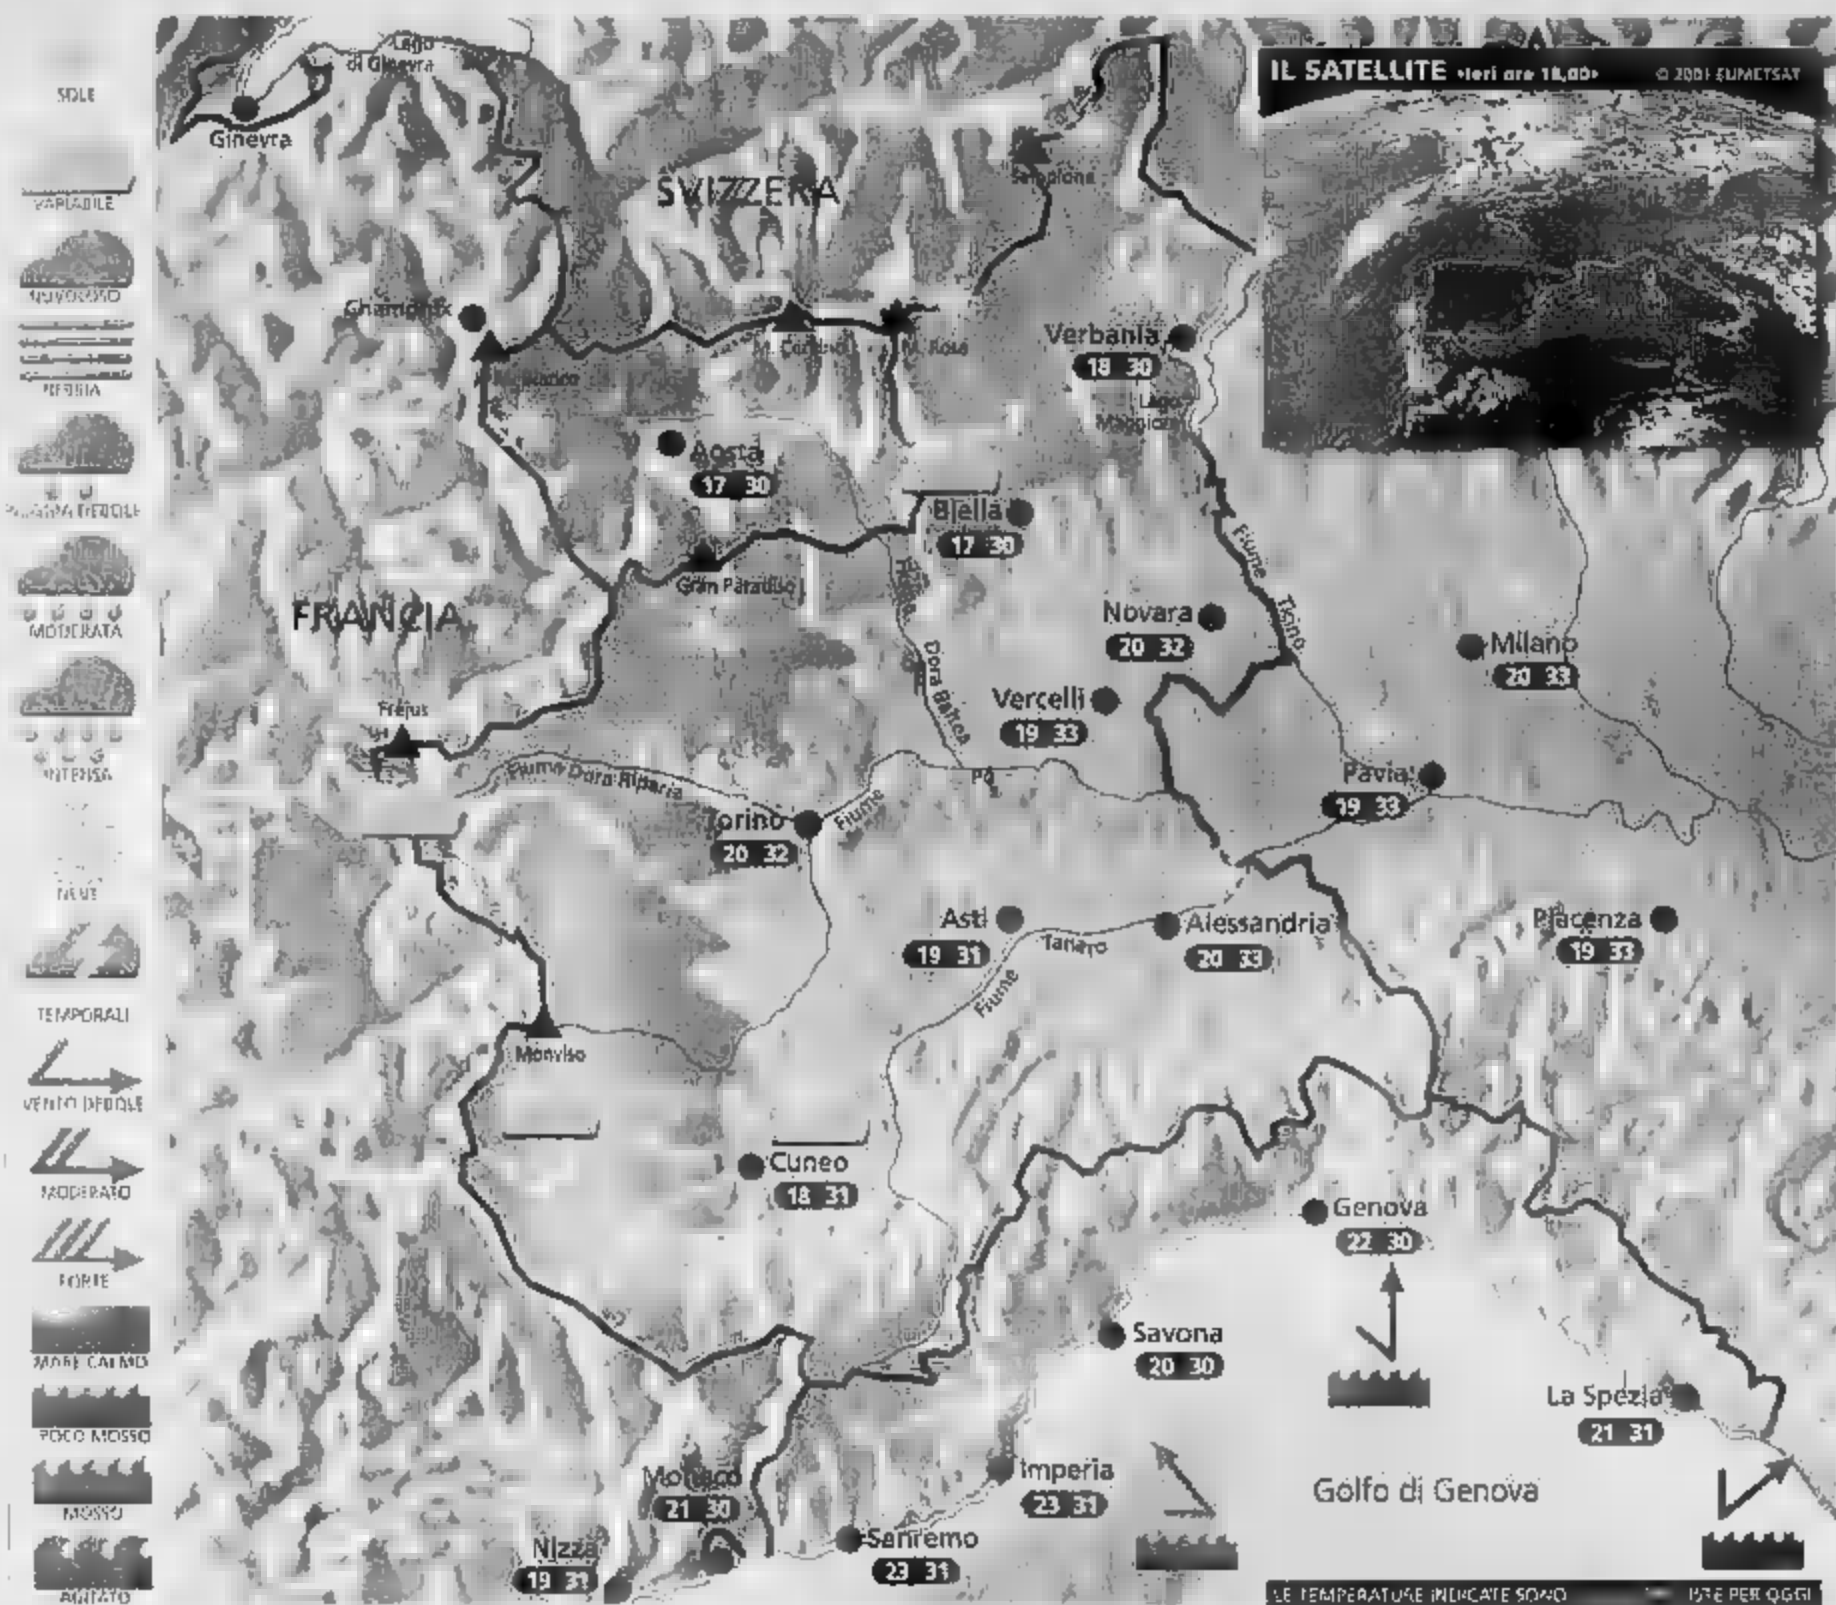 Lago
di Ginevra
IL SATELLITE •Ieri ore 18,00• © 2001 EUMETSAT
SOLE
Ginevra
SVIZZERA
Sempione
VARIABILE
NUVOLOSO
Chamonix
M. Cervino
M. Rosa
Verbania
18 30
NEBBIA
M. Bianco
Lago
Maggiore
Aosta
17 30
PIOGGIA DEBOLE
Biella
17 30
Fiume
Ticino
Gran Paradiso
Fiume
Dora Baltea
FRANCIA
Novara
20 32
MODERATA
Milano
20 33
Vercelli
19 33
Fréjus
INTENSA
Fiume Dora Riparia
Po
Pavia
19 33
Torino
20 32
Fiume
NEVE
Asti
19 31
Tanaro
Fiume
Alessandria
20 33
Piacenza
19 33
TEMPORALI
Monviso
VENTO DEBOLE
Cuneo
18 31
MODERATO
Genova
22 30
FORTE
Savona
20 30
MARE CALMO
La Spezia
21 31
POCO MOSSO
Monaco
21 30
Imperia
23 31
Golfo di Genova
MOSSO
Nizza
19 31
Sanremo
23 31
AGITATO
LE TEMPERATURE INDICATE SONO PER OGGI